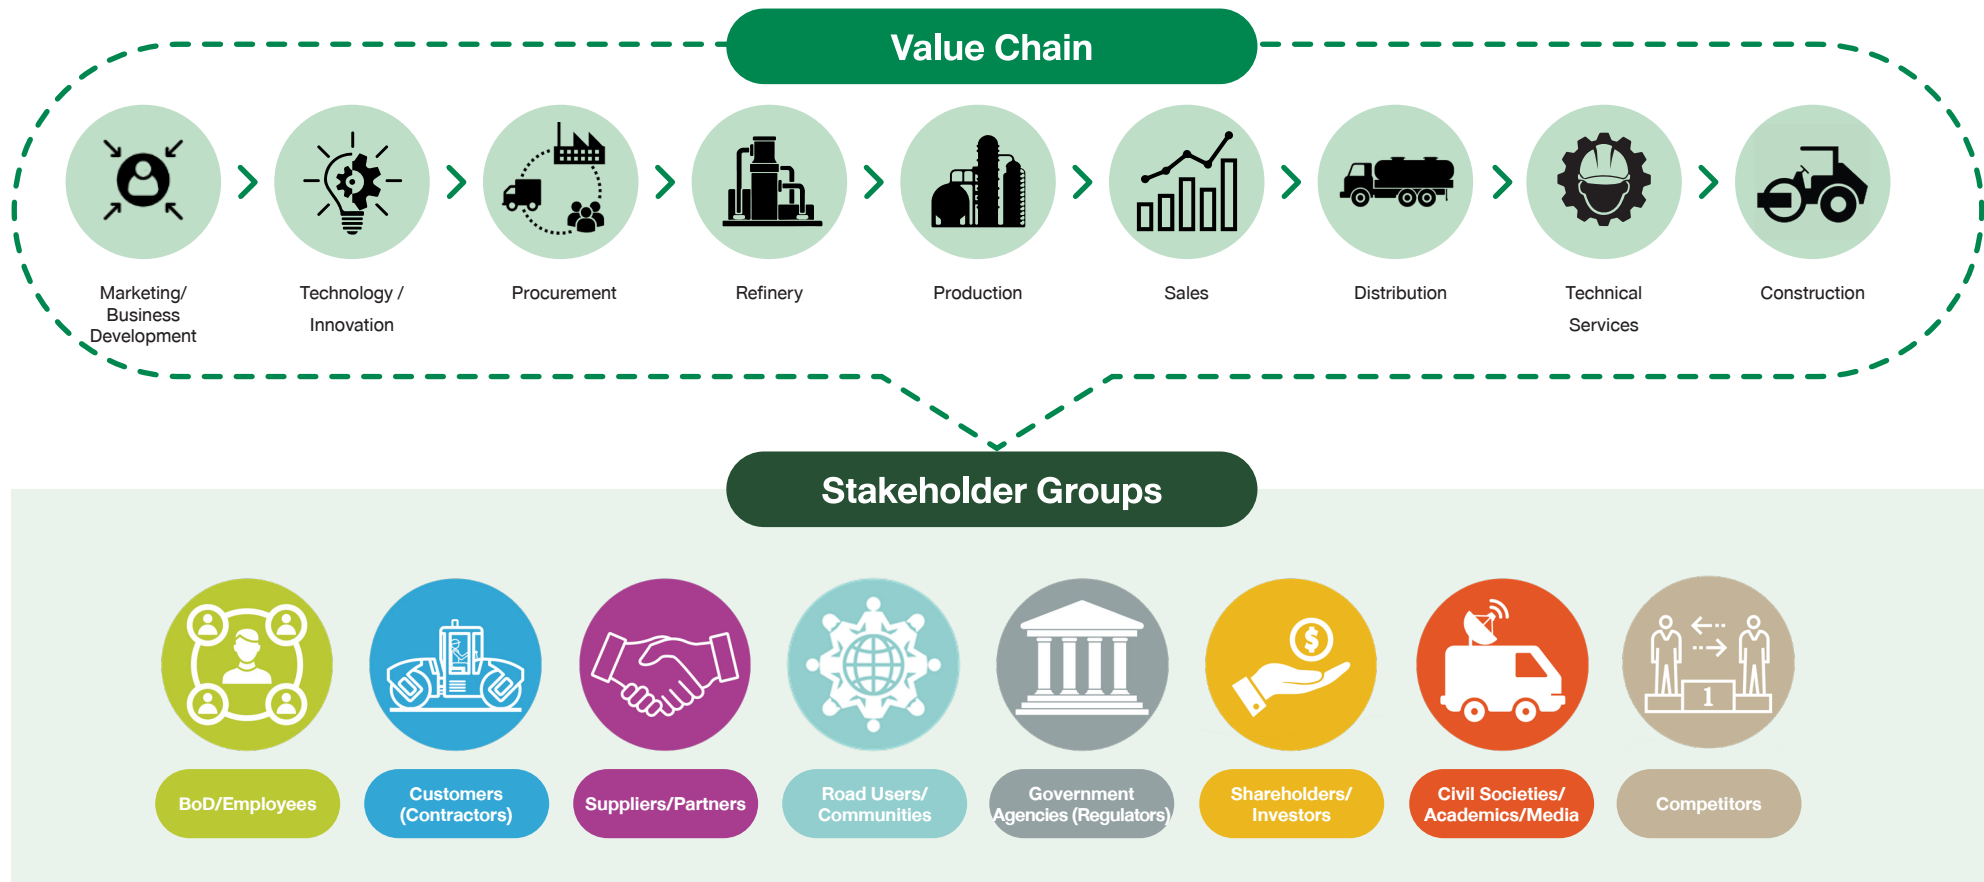 Value Chain
Marketing/
Business
Development
Technology /
Innovation
Procurement
Refinery
Production
Sales
Distribution
Technical
Services
Construction
Stakeholder Groups
$
1
BoD/Employees
Customers
(Contractors)
Suppliers/Partners
Road Users/
Communities
Government
Agencies (Regulators)
Shareholders/
Investors
Civil Societies/
Academics/Media
Competitors